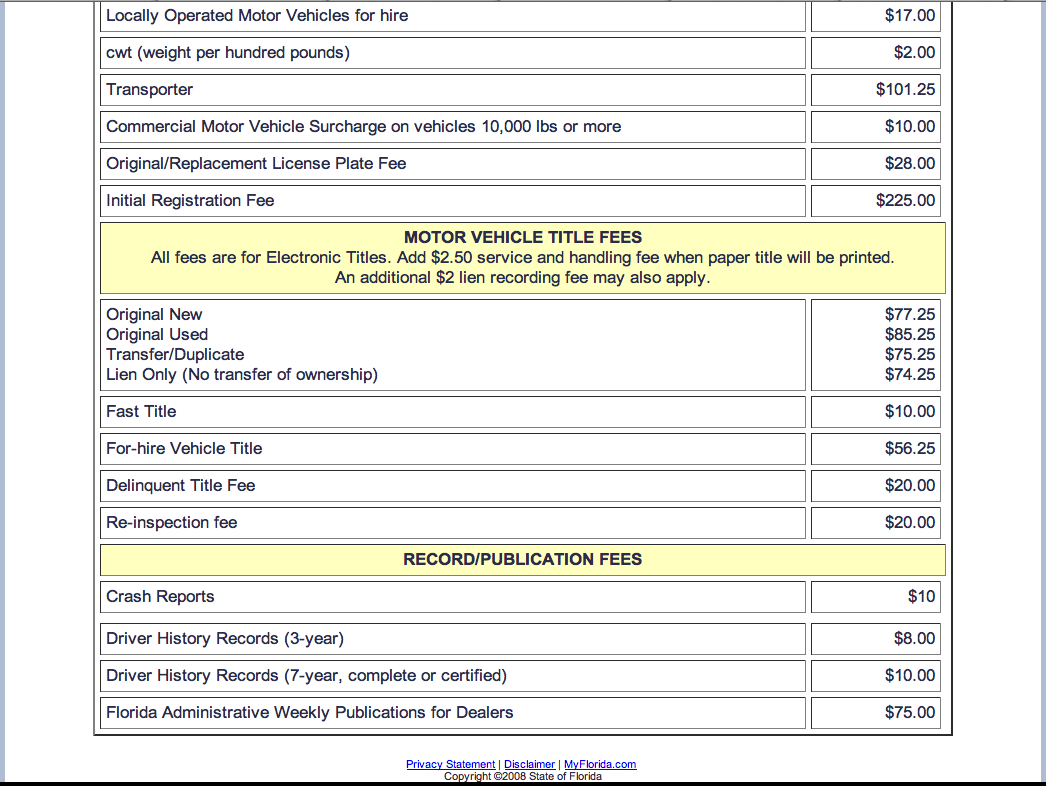 Locally Operated Motor Vehicles for hire $17.00
cwt (weight per hundred pounds) $2.00
Transporter $101.25
Commercial Motor Vehicle Surcharge on vehicles 10,000 lbs or more $10.00
Original/Replacement License Plate Fee $28.00
Initial Registration Fee $225.00
MOTOR VEHICLE TITLE FEES
All fees are for Electronic Titles. Add $2.50 service and handling fee when paper title will be printed.
An additional $2 lien recording fee may also apply.
Original New $77.25
Original Used $85.25
Transfer/Duplicate $75.25
Lien Only (No transfer of ownership) $74.25
Fast Title $10.00
For-hire Vehicle Title $56.25
Delinquent Title Fee $20.00
Re-inspection fee $20.00
RECORD/PUBLICATION FEES
Crash Reports $10
Driver History Records (3-year) $8.00
Driver History Records (7-year, complete or certified) $10.00
Florida Administrative Weekly Publications for Dealers $75.00
Privacy Statement | Disclaimer | MyFlorida.com
Copyright ©2008 State of Florida